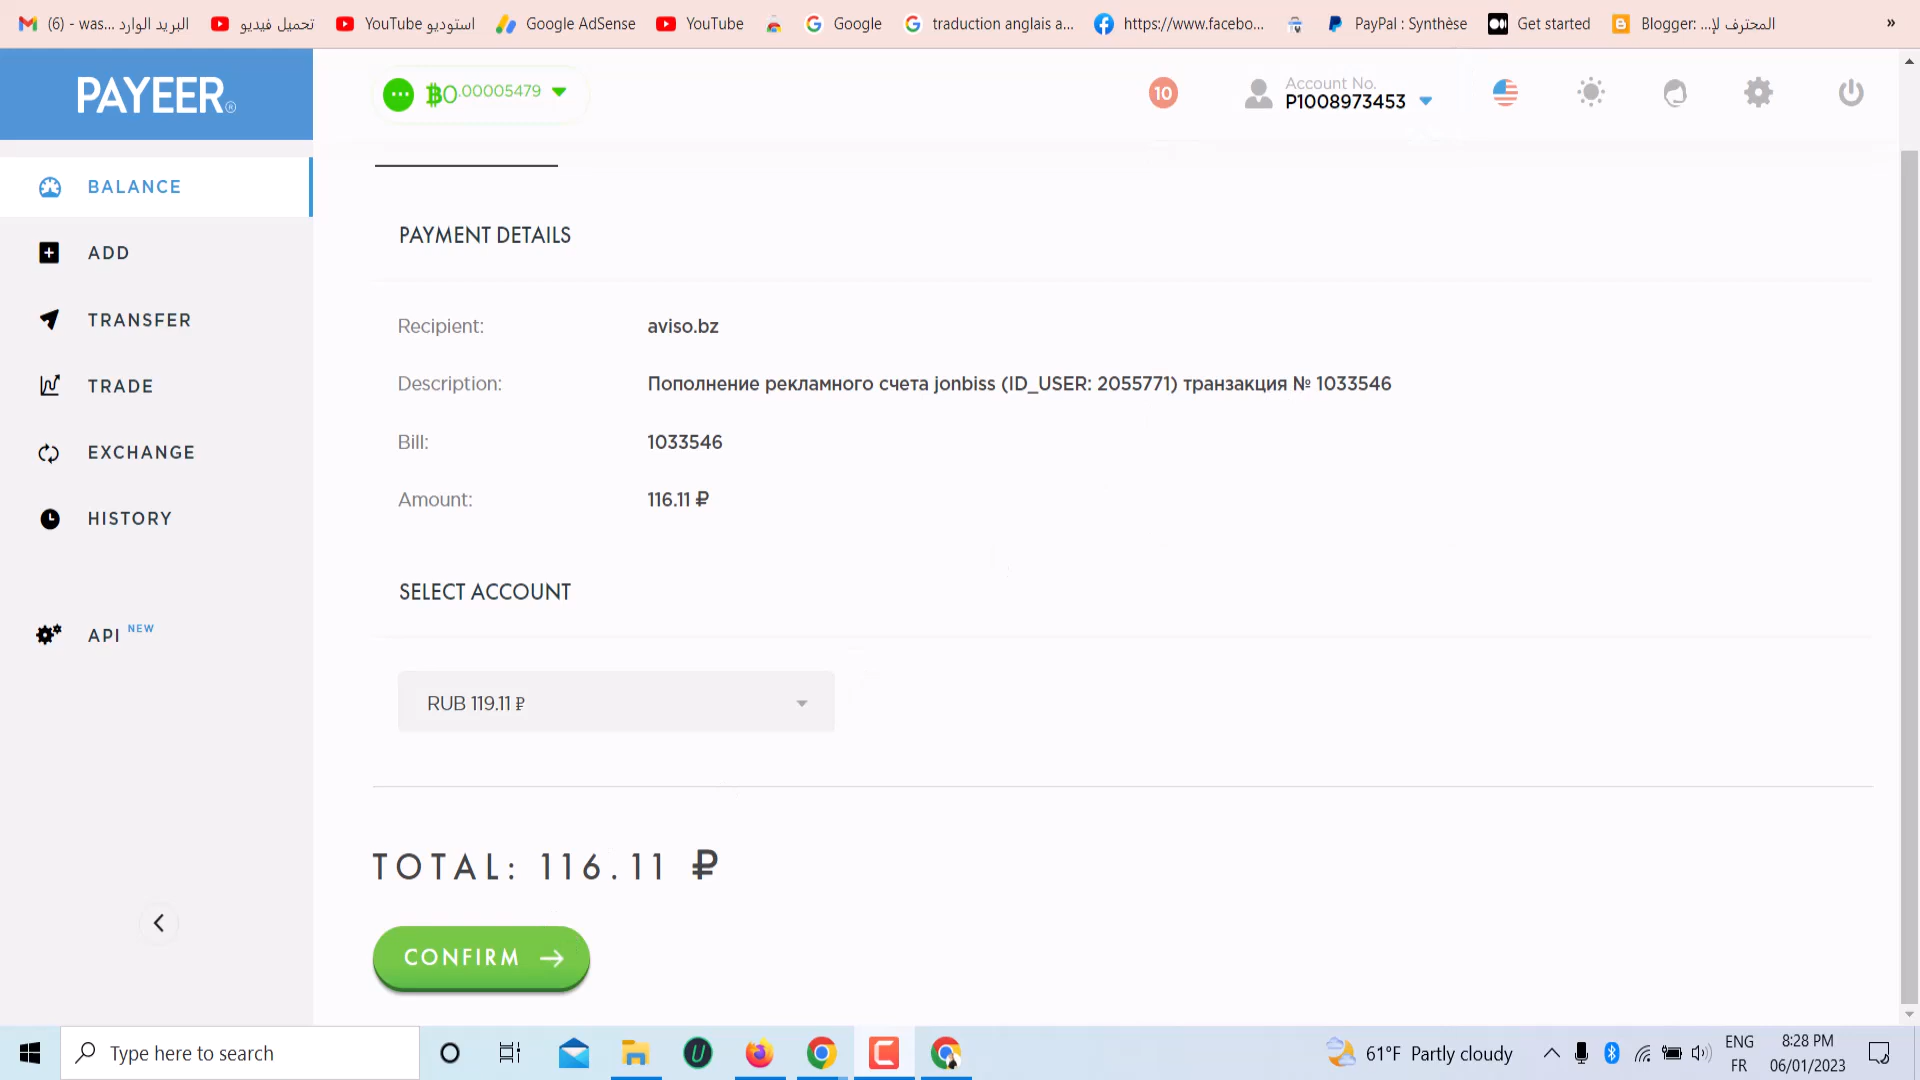 (6) - was... البريد الوارد
تحميل فيديو
استوديو YouTube
Google AdSense
YouTube
Google
traduction anglais a...
https://www.facebo...
PayPal : Synthèse
Get started
Blogger: ...المحترف لإ
»
PAYEER®
฿0.00005479
10
Account No.
P1008973453
BALANCE
ADD
TRANSFER
TRADE
EXCHANGE
HISTORY
API NEW
PAYMENT DETAILS
Recipient: aviso.bz
Description: Пополнение рекламного счета jonbiss (ID_USER: 2055771) транзакция № 1033546
Bill: 1033546
Amount: 116.11 ₽
SELECT ACCOUNT
RUB 119.11 ₽
TOTAL: 116.11 ₽
CONFIRM
Type here to search
61°F Partly cloudy
ENG
FR
8:28 PM
06/01/2023